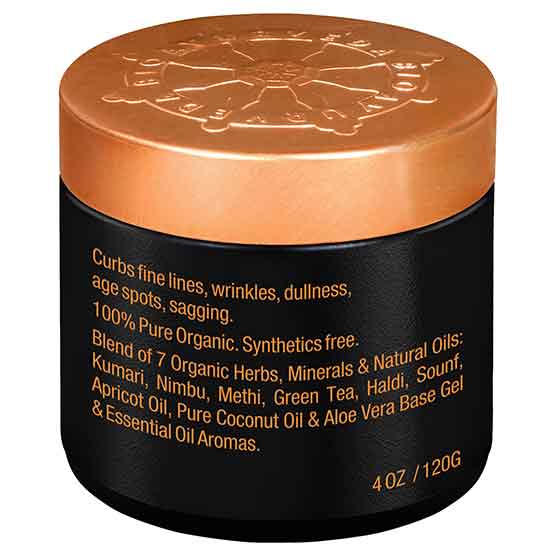 Curbs fine lines, wrinkles, dullness,
age spots, sagging.
100% Pure Organic. Synthetics free.
Blend of 7 Organic Herbs, Minerals & Natural Oils:
Kumari, Nimbu, Methi, Green Tea, Haldi, Sounf,
Apricot Oil, Pure Coconut Oil & Aloe Vera Base Gel
& Essential Oil Aromas.
4 OZ / 120G